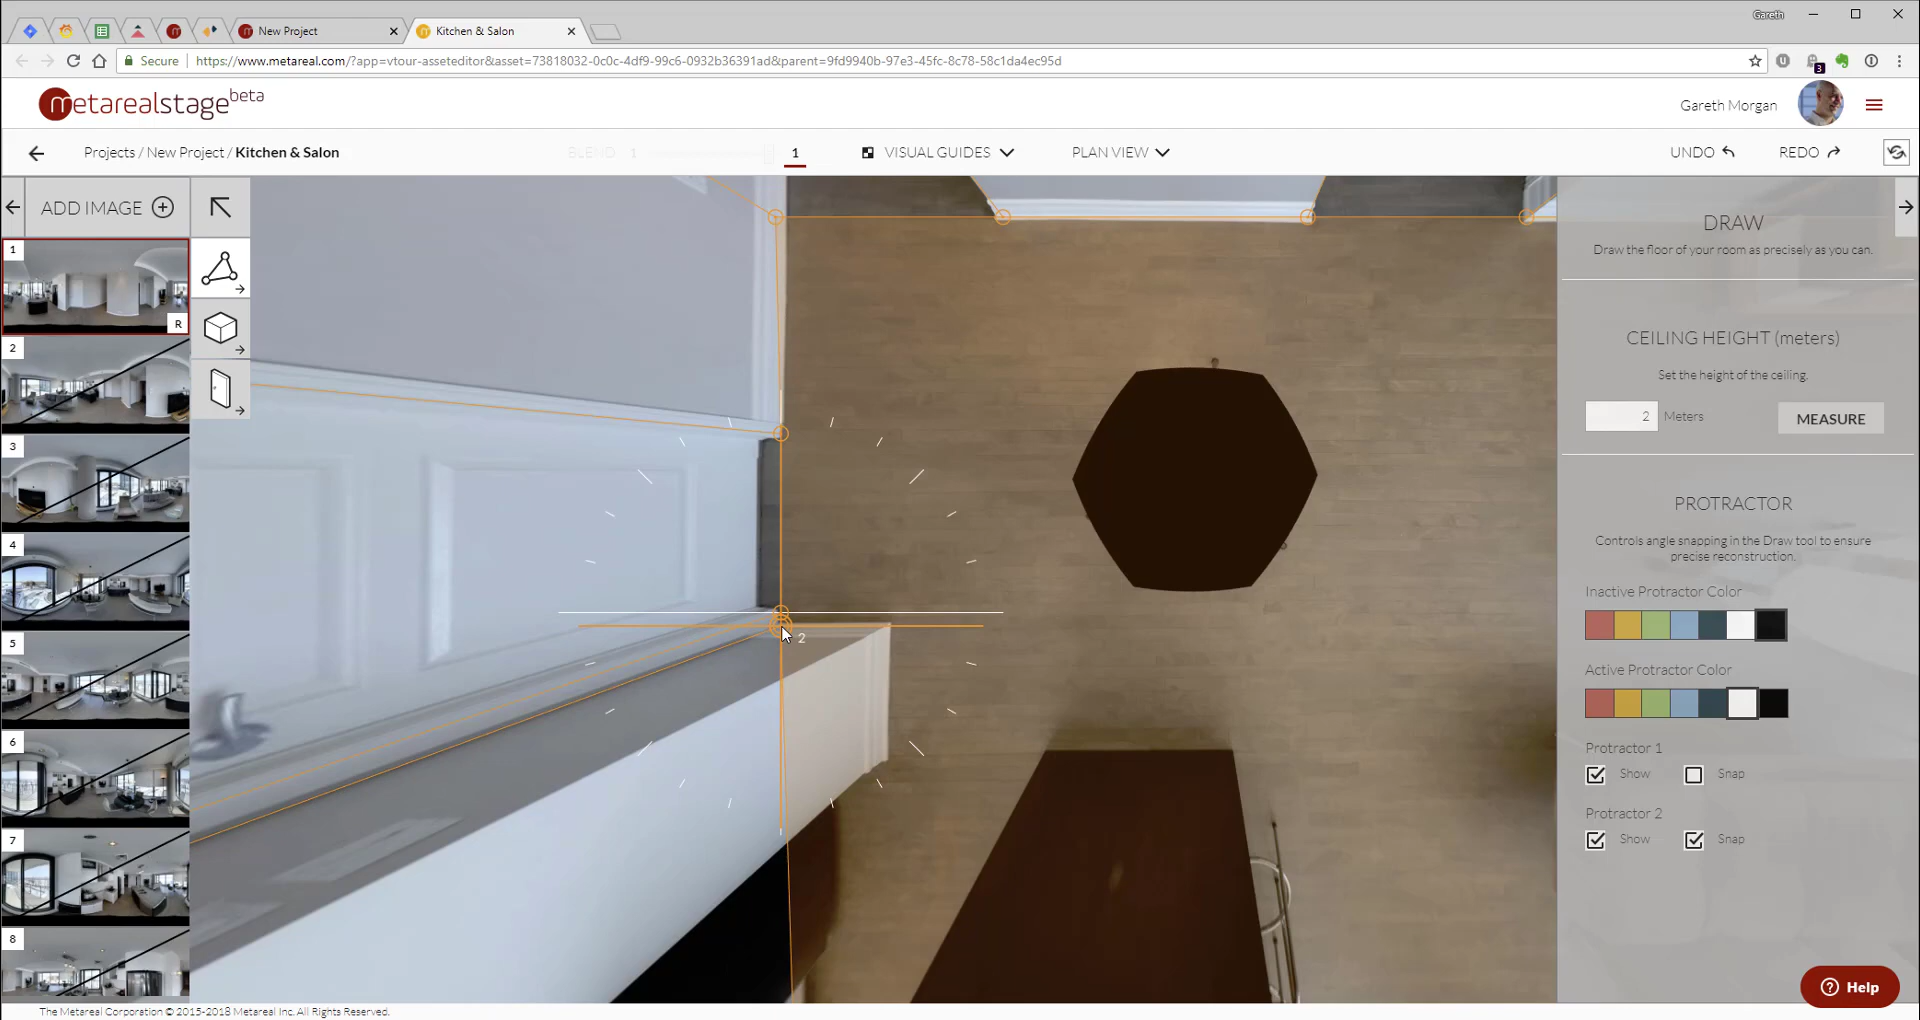 Gareth
New Project
Kitchen & Salon
Secure
https://www.metareal.com/?app=vtour-asseteditor&asset=73818032-0c0c-4df9-99c6-0932b36391ad&parent=9fd9940b-97e3-45fc-8c78-58c1da4ec95d
3
metarealstage beta
Gareth Morgan
Projects / New Project / Kitchen & Salon
BLEND 1
1
VISUAL GUIDES
PLAN VIEW
UNDO
REDO
ADD IMAGE
1
R
2
3
4
5
6
7
8
2
DRAW
Draw the floor of your room as precisely as you can.
CEILING HEIGHT (meters)
Set the height of the ceiling.
2 Meters
MEASURE
PROTRACTOR
Controls angle snapping in the Draw tool to ensure
precise reconstruction.
Inactive Protractor Color
Active Protractor Color
Protractor 1
Show Snap
Protractor 2
Show Snap
Help
The Metareal Corporation © 2015-2018 Metareal Inc. All Rights Reserved.